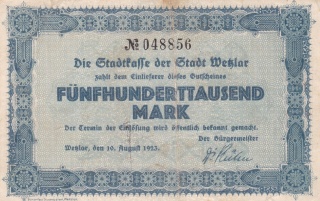 № 048856
Die Stadtkasse der Stadt Wetzlar
zahlt dem Einlieferer dieses Gutscheines
FÜNFHUNDERTTAUSEND
MARK
Der Termin der Einlösung wird öffentlich bekannt gemacht.
Der Bürgermeister
Wetzlar, den 10. August 1923.